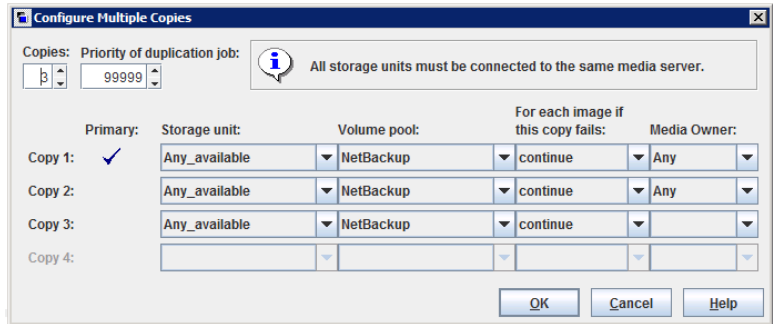 Configure Multiple Copies
Copies: Priority of duplication job:
3 99999
All storage units must be connected to the same media server.
For each image if
Primary: Storage unit: Volume pool: this copy fails: Media Owner:
Copy 1: Any_available NetBackup continue Any
Copy 2: Any_available NetBackup continue Any
Copy 3: Any_available NetBackup continue
Copy 4:
OK Cancel Help